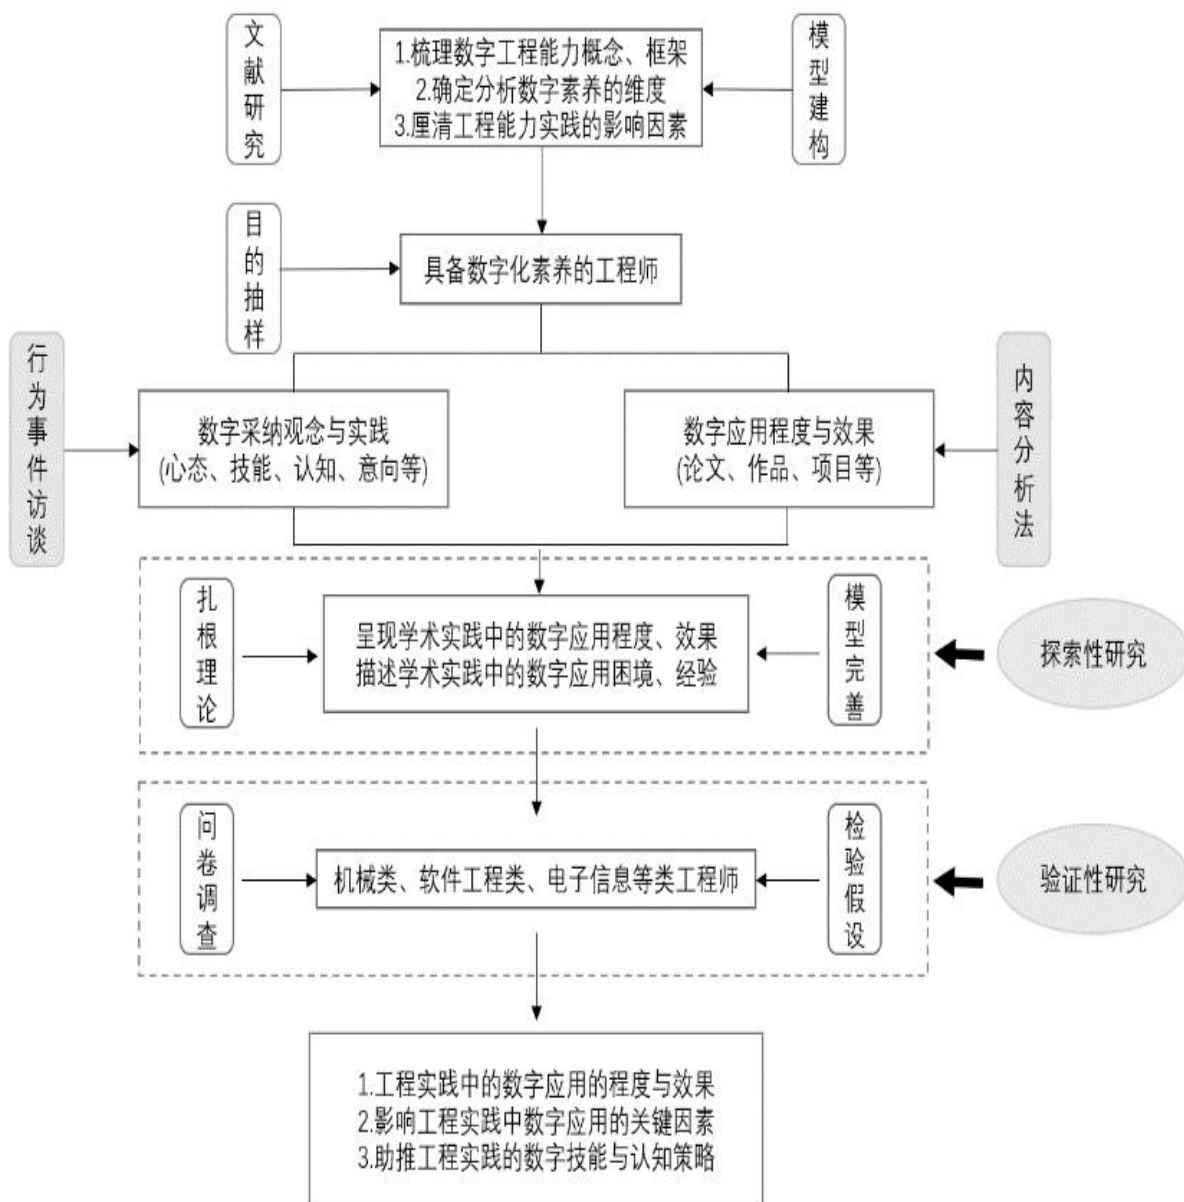 文献研究
1.梳理数字工程能力概念、框架
2.确定分析数字素养的维度
3.厘清工程能力实践的影响因素
模型建构
目的抽样
具备数字化素养的工程师
行为事件访谈
数字采纳观念与实践
(心态、技能、认知、意向等)
数字应用程度与效果
(论文、作品、项目等)
内容分析法
扎根理论
呈现学术实践中的数字应用程度、效果
描述学术实践中的数字应用困境、经验
模型完善
探索性研究
问卷调查
机械类、软件工程类、电子信息等类工程师
检验假设
验证性研究
1.工程实践中的数字应用的程度与效果
2.影响工程实践中数字应用的关键因素
3.助推工程实践的数字技能与认知策略